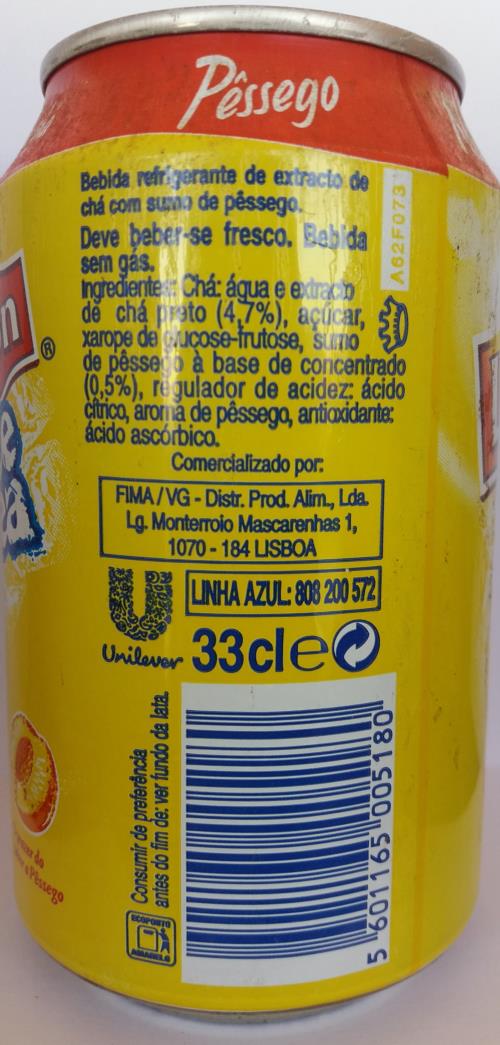 Pêssego
Bebida refrigerante de extracto de
chá com sumo de pêssego.
Deve beber-se fresco. Bebida
sem gás.
Ingredientes: Chá: água e extracto
de chá preto (4,7%), açúcar,
xarope de glucose-frutose, sumo
de pêssego à base de concentrado
(0,5%), regulador de acidez: ácido
cítrico, aroma de pêssego, antioxidante:
ácido ascórbico.
A62F073
Comercializado por:
FIMA/VG - Distr. Prod. Alim., Lda.
Lg. Monterroio Mascarenhas 1,
1070 - 184 LISBOA
LINHA AZUL: 808 200 572
Unilever
33cl e
Consumir de preferência
antes do fim de: ver fundo da lata.
ECOPONTO
AMARELO
5 601165 005180
®
do
a Pêssego